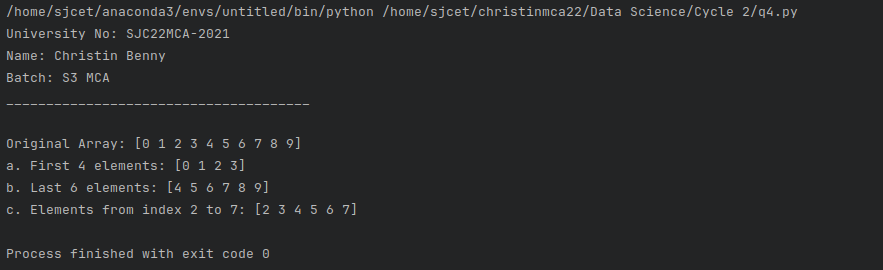 /home/sjcet/anaconda3/envs/untitled/bin/python /home/sjcet/christinmca22/Data Science/Cycle 2/q4.py
University No: SJC22MCA-2021
Name: Christin Benny
Batch: S3 MCA
______________________________________
Original Array: [0 1 2 3 4 5 6 7 8 9]
a. First 4 elements: [0 1 2 3]
b. Last 6 elements: [4 5 6 7 8 9]
c. Elements from index 2 to 7: [2 3 4 5 6 7]
Process finished with exit code 0